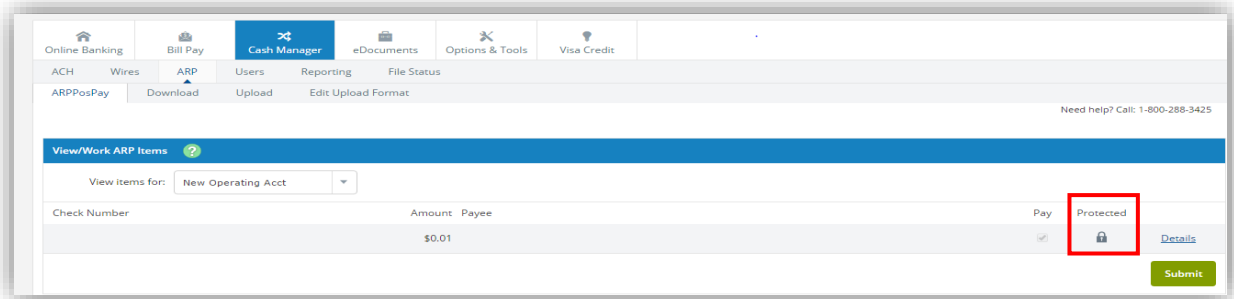 Online Banking Bill Pay Cash Manager eDocuments Options & Tools Visa Credit
ACH Wires ARP Users Reporting File Status
ARPPosPay Download Upload Edit Upload Format
Need help? Call: 1-800-288-3425
View/Work ARP Items ?
View items for: New Operating Acct
Check Number Amount Payee Pay Protected
$0.01 Details
Submit